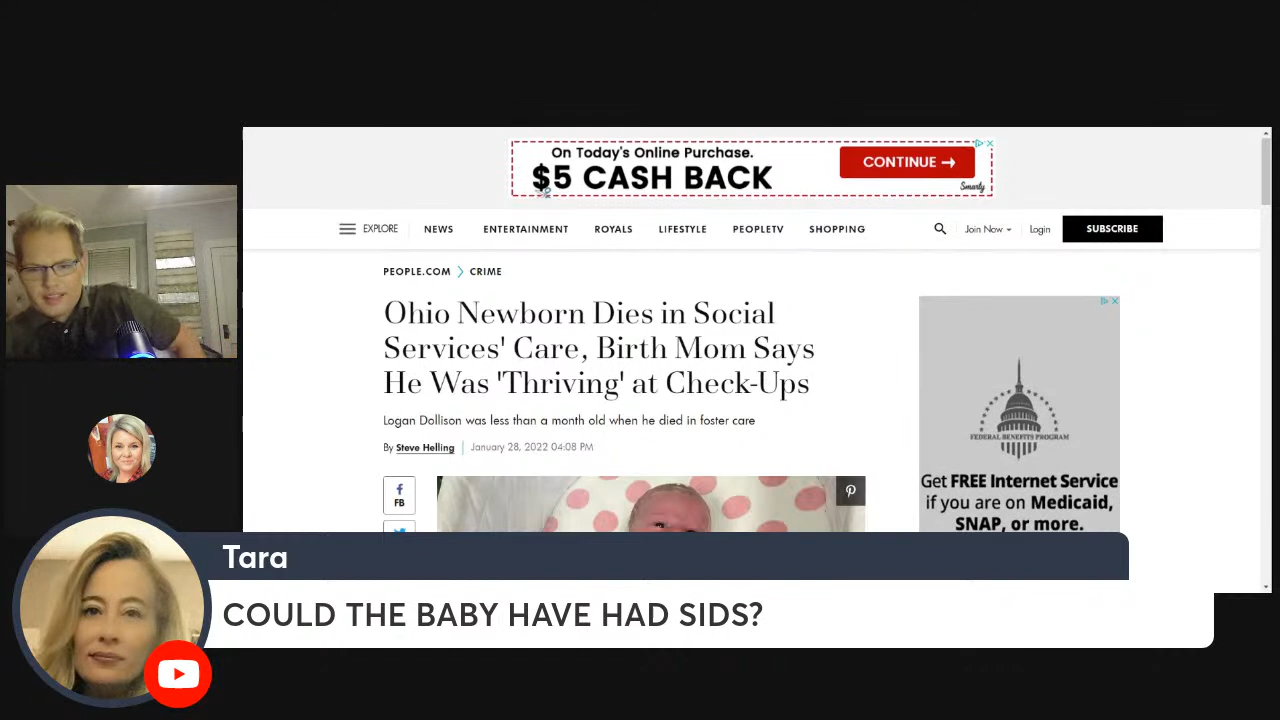 On Today's Online Purchase.
$5 CASH BACK
CONTINUE →
Smarty
EXPLORE
NEWS
ENTERTAINMENT
ROYALS
LIFESTYLE
PEOPLETV
SHOPPING
Join Now
Login
SUBSCRIBE
PEOPLE.COM > CRIME
Ohio Newborn Dies in Social
Services' Care, Birth Mom Says
He Was 'Thriving' at Check-Ups
Logan Dollison was less than a month old when he died in foster care
By Steve Helling | January 28, 2022 04:08 PM
FB
FEDERAL BENEFITS PROGRAM
Get FREE Internet Service
if you are on Medicaid,
SNAP, or more.
Tara
COULD THE BABY HAVE HAD SIDS?